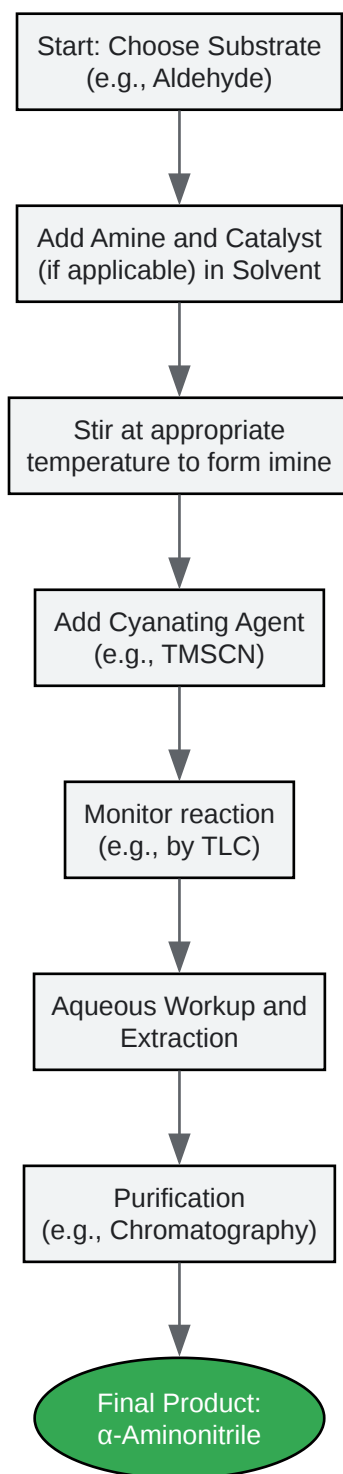 Start: Choose Substrate
(e.g., Aldehyde)
Add Amine and Catalyst
(if applicable) in Solvent
Stir at appropriate
temperature to form imine
Add Cyanating Agent
(e.g., TMSCN)
Monitor reaction
(e.g., by TLC)
Aqueous Workup and
Extraction
Purification
(e.g., Chromatography)
Final Product:
α-Aminonitrile